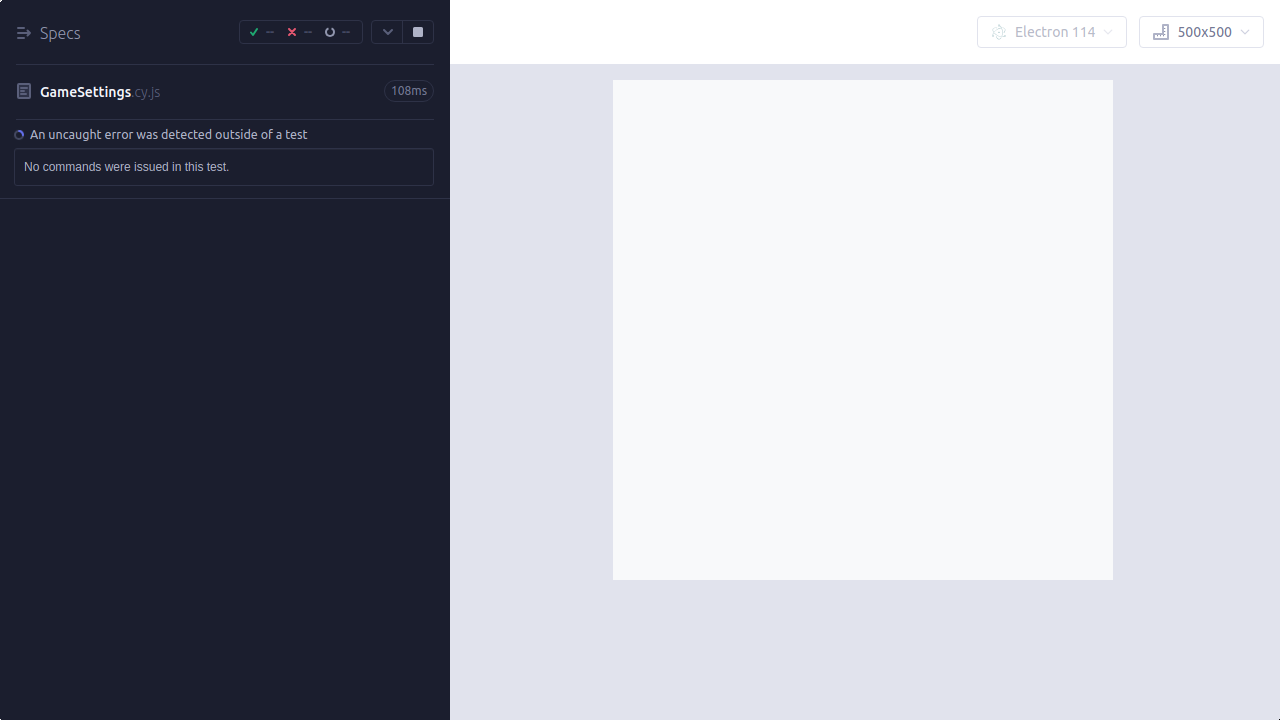 Specs
--
--
--
GameSettings.cy.js
108ms
An uncaught error was detected outside of a test
No commands were issued in this test.
Electron 114
500x500